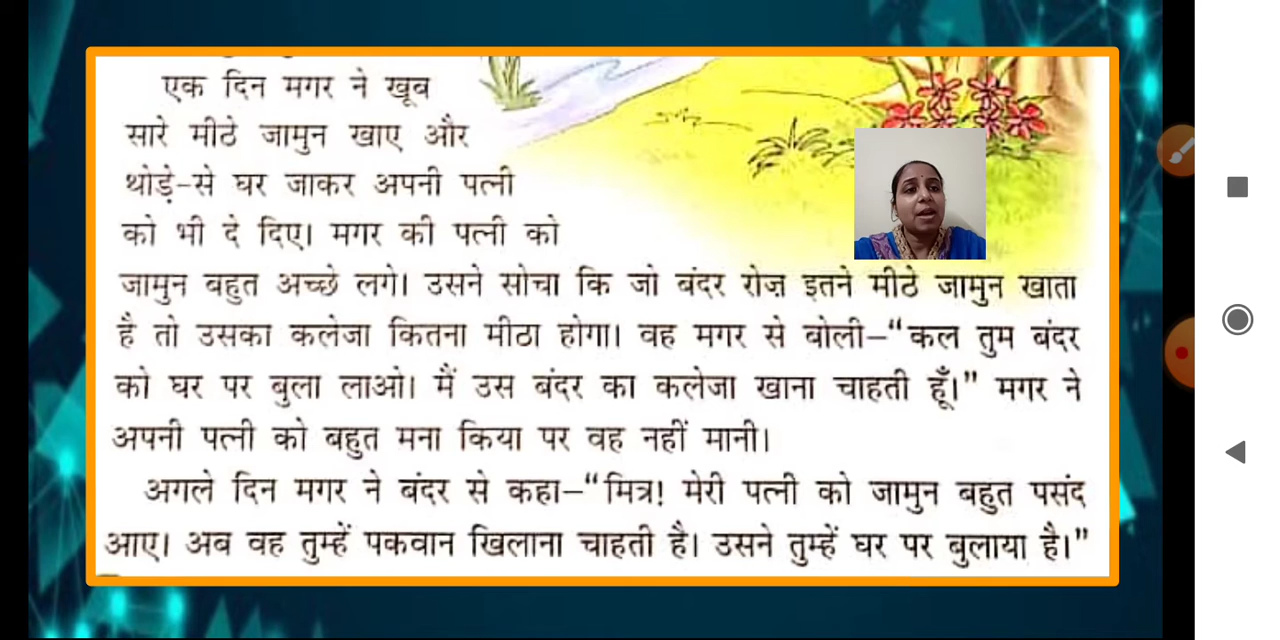 एक दिन मगर ने खूब
सारे मीठे जामुन खाए और
थोड़े-से घर जाकर अपनी पत्नी
को भी दे दिए। मगर की पत्नी को
जामुन बहुत अच्छे लगे। उसने सोचा कि जो बंदर रोज़ इतने मीठे जामुन खाता
है तो उसका कलेजा कितना मीठा होगा। वह मगर से बोली–“कल तुम बंदर
को घर पर बुला लाओ। मैं उस बंदर का कलेजा खाना चाहती हूँ।” मगर ने
अपनी पत्नी को बहुत मना किया पर वह नहीं मानी।
अगले दिन मगर ने बंदर से कहा–“मित्र! मेरी पत्नी को जामुन बहुत पसंद
आए। अब वह तुम्हें पकवान खिलाना चाहती है। उसने तुम्हें घर पर बुलाया है।”